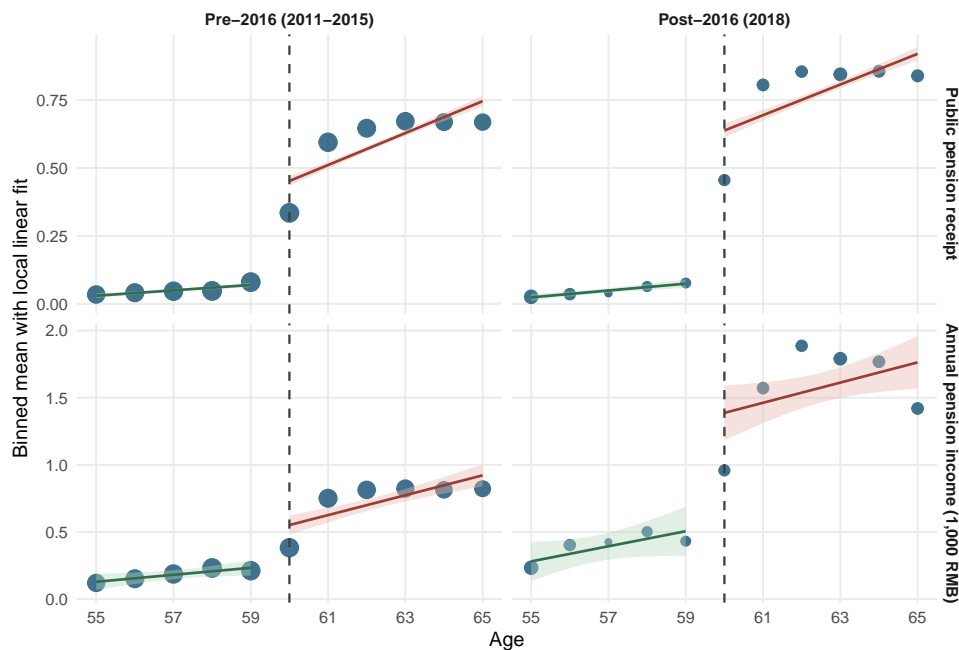 Pre−2016 (2011−2015)
Post−2016 (2018)
Binned mean with local linear fit
0.75
0.50
0.25
0.00
Public pension receipt
2.0
1.5
1.0
0.5
0.0
Annual pension income (1,000 RMB)
55 57 59 61 63 65
55 57 59 61 63 65
Age